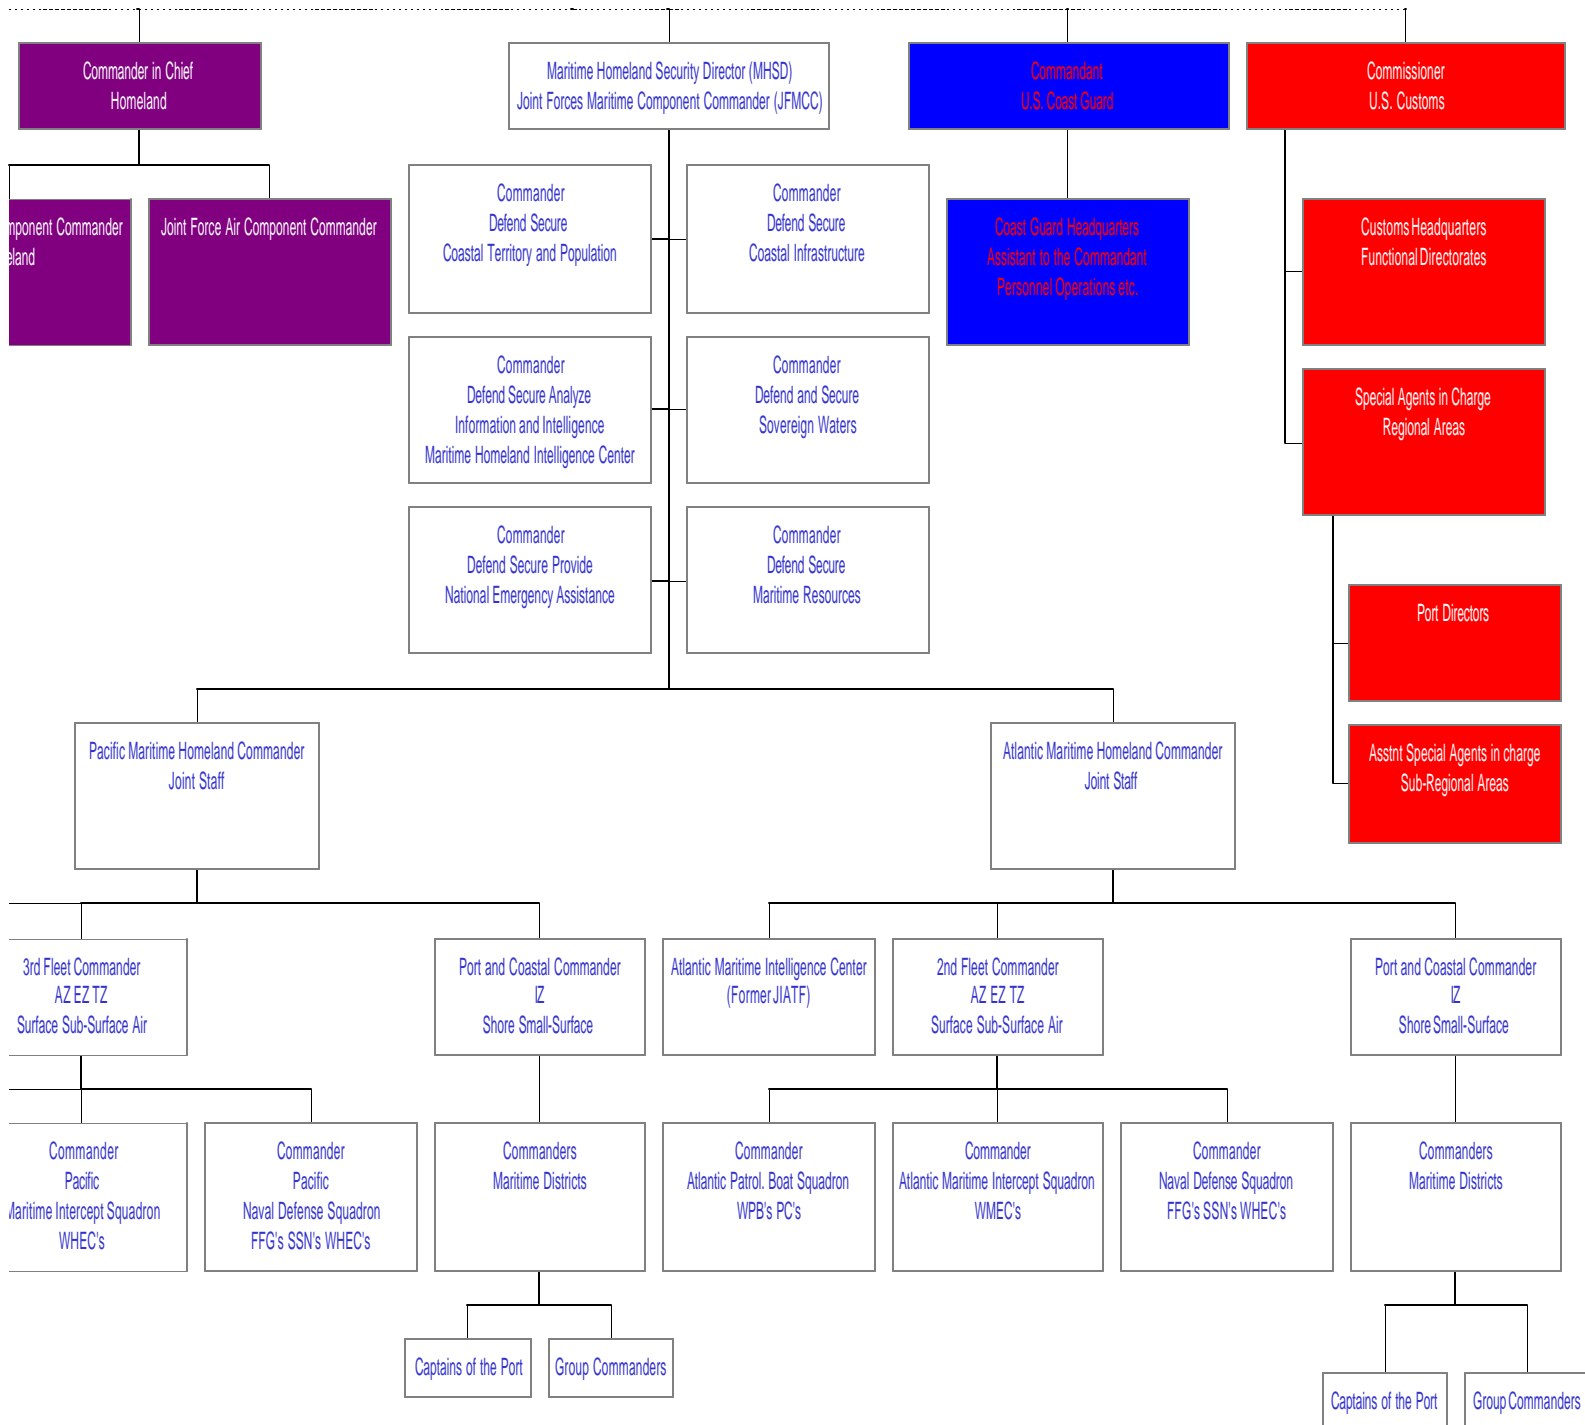 Commander in Chief
Homeland
Maritime Homeland Security Director (MHSD)
Joint Forces Maritime Component Commander (JFMCC)
Commandant
U.S. Coast Guard
Commissioner
U.S. Customs
Component Commander
Joint Force Air Component Commander
Commander
Defend Secure
Coastal Territory and Population
Commander
Defend Secure
Coastal Infrastructure
Coast Guard Headquarters
Assistant to the Commandant
Personnel Operations etc.
Customs Headquarters
Functional Directorates
Commander
Defend Secure Analyze
Information and Intelligence
Maritime Homeland Intelligence Center
Commander
Defend and Secure
Sovereign Waters
Special Agents in Charge
Regional Areas
Commander
Defend Secure Provide
National Emergency Assistance
Commander
Defend Secure
Maritime Resources
Port Directors
Asstnt Special Agents in charge
Sub-Regional Areas
Pacific Maritime Homeland Commander
Joint Staff
Atlantic Maritime Homeland Commander
Joint Staff
3rd Fleet Commander
AZ EZ TZ
Surface Sub-Surface Air
Port and Coastal Commander
IZ
Shore Small-Surface
Atlantic Maritime Intelligence Center
(Former JIATF)
2nd Fleet Commander
AZ EZ TZ
Surface Sub-Surface Air
Port and Coastal Commander
IZ
Shore Small-Surface
Commander
Pacific
Maritime Intercept Squadron
WHEC's
Commander
Pacific
Naval Defense Squadron
FFG's SSN's WHEC's
Commanders
Maritime Districts
Commander
Atlantic Patrol. Boat Squadron
WPB's PC's
Commander
Atlantic Maritime Intercept Squadron
WMEC's
Commander
Naval Defense Squadron
FFG's SSN's WHEC's
Commanders
Maritime Districts
Captains of the Port
Group Commanders
Captains of the Port
Group Commanders